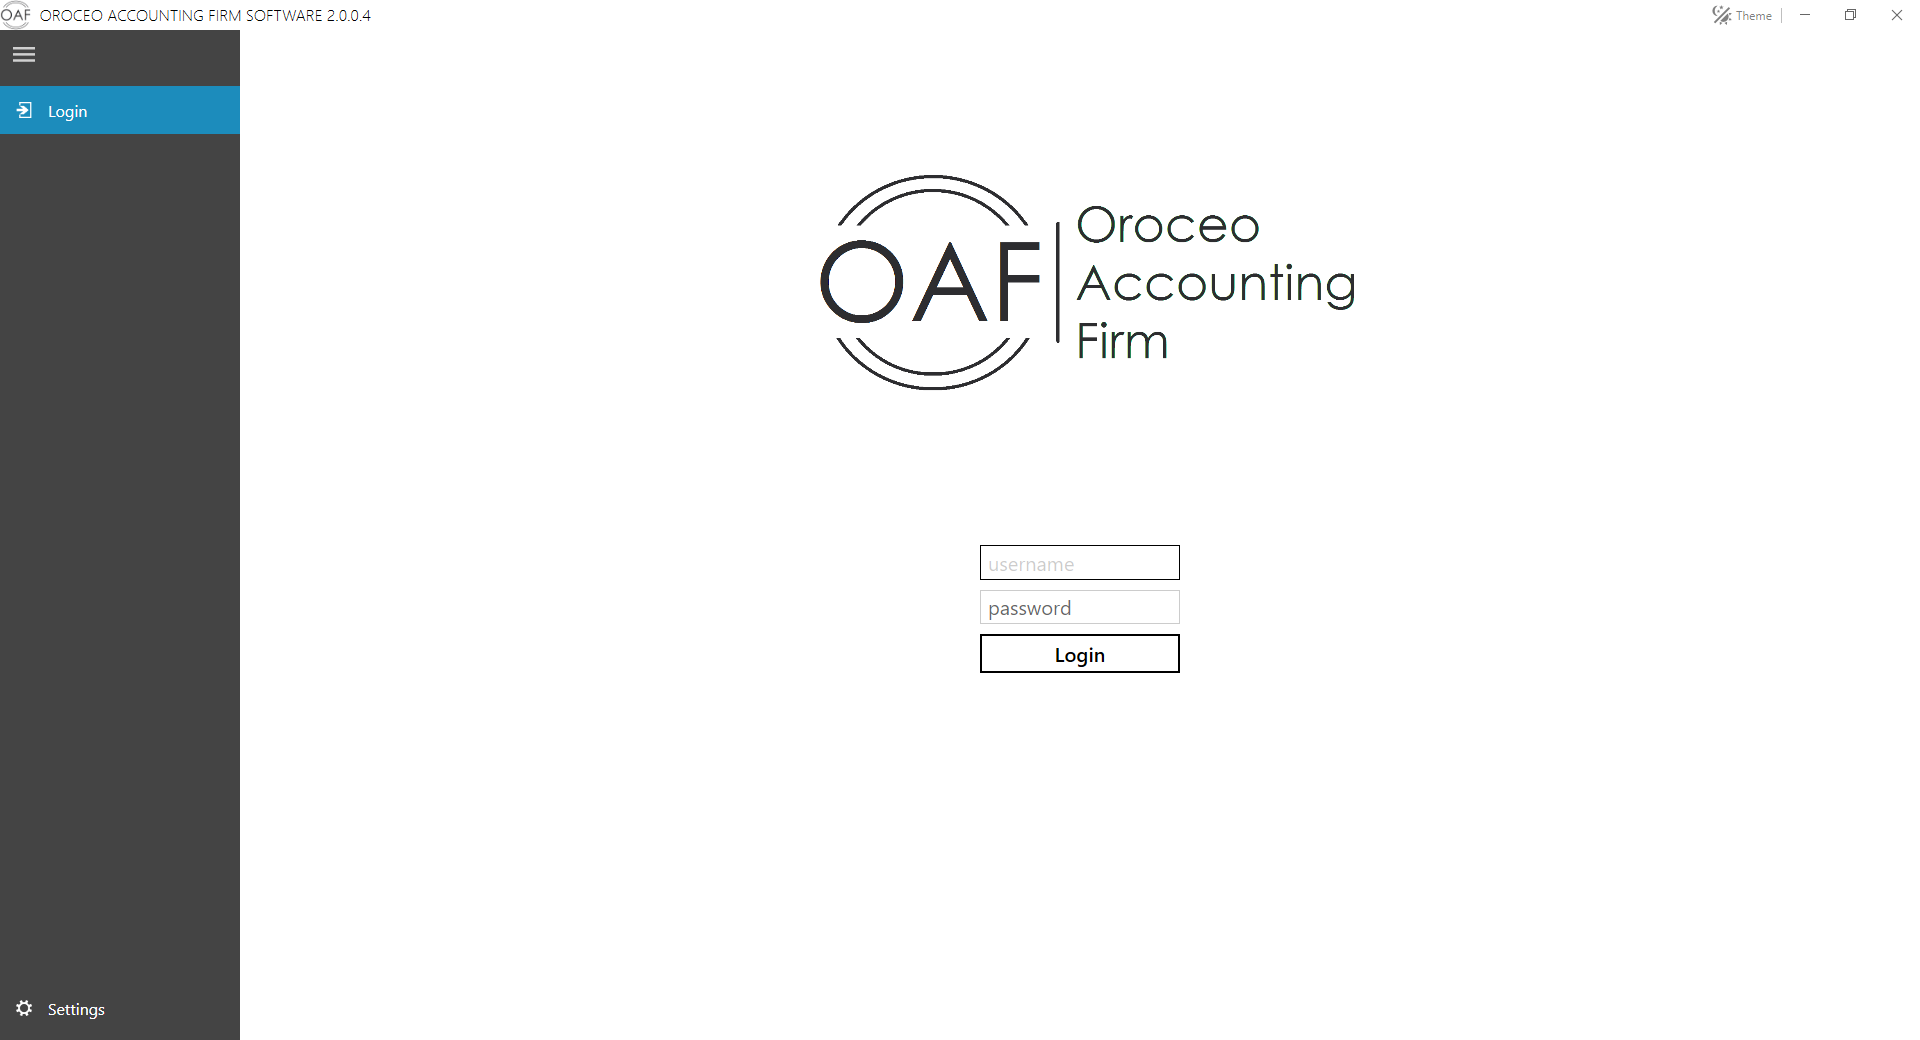 OAF OROCEO ACCOUNTING FIRM SOFTWARE 2.0.0.4
Theme
Login
OAF
Oroceo
Accounting
Firm
username
password
Login
Settings